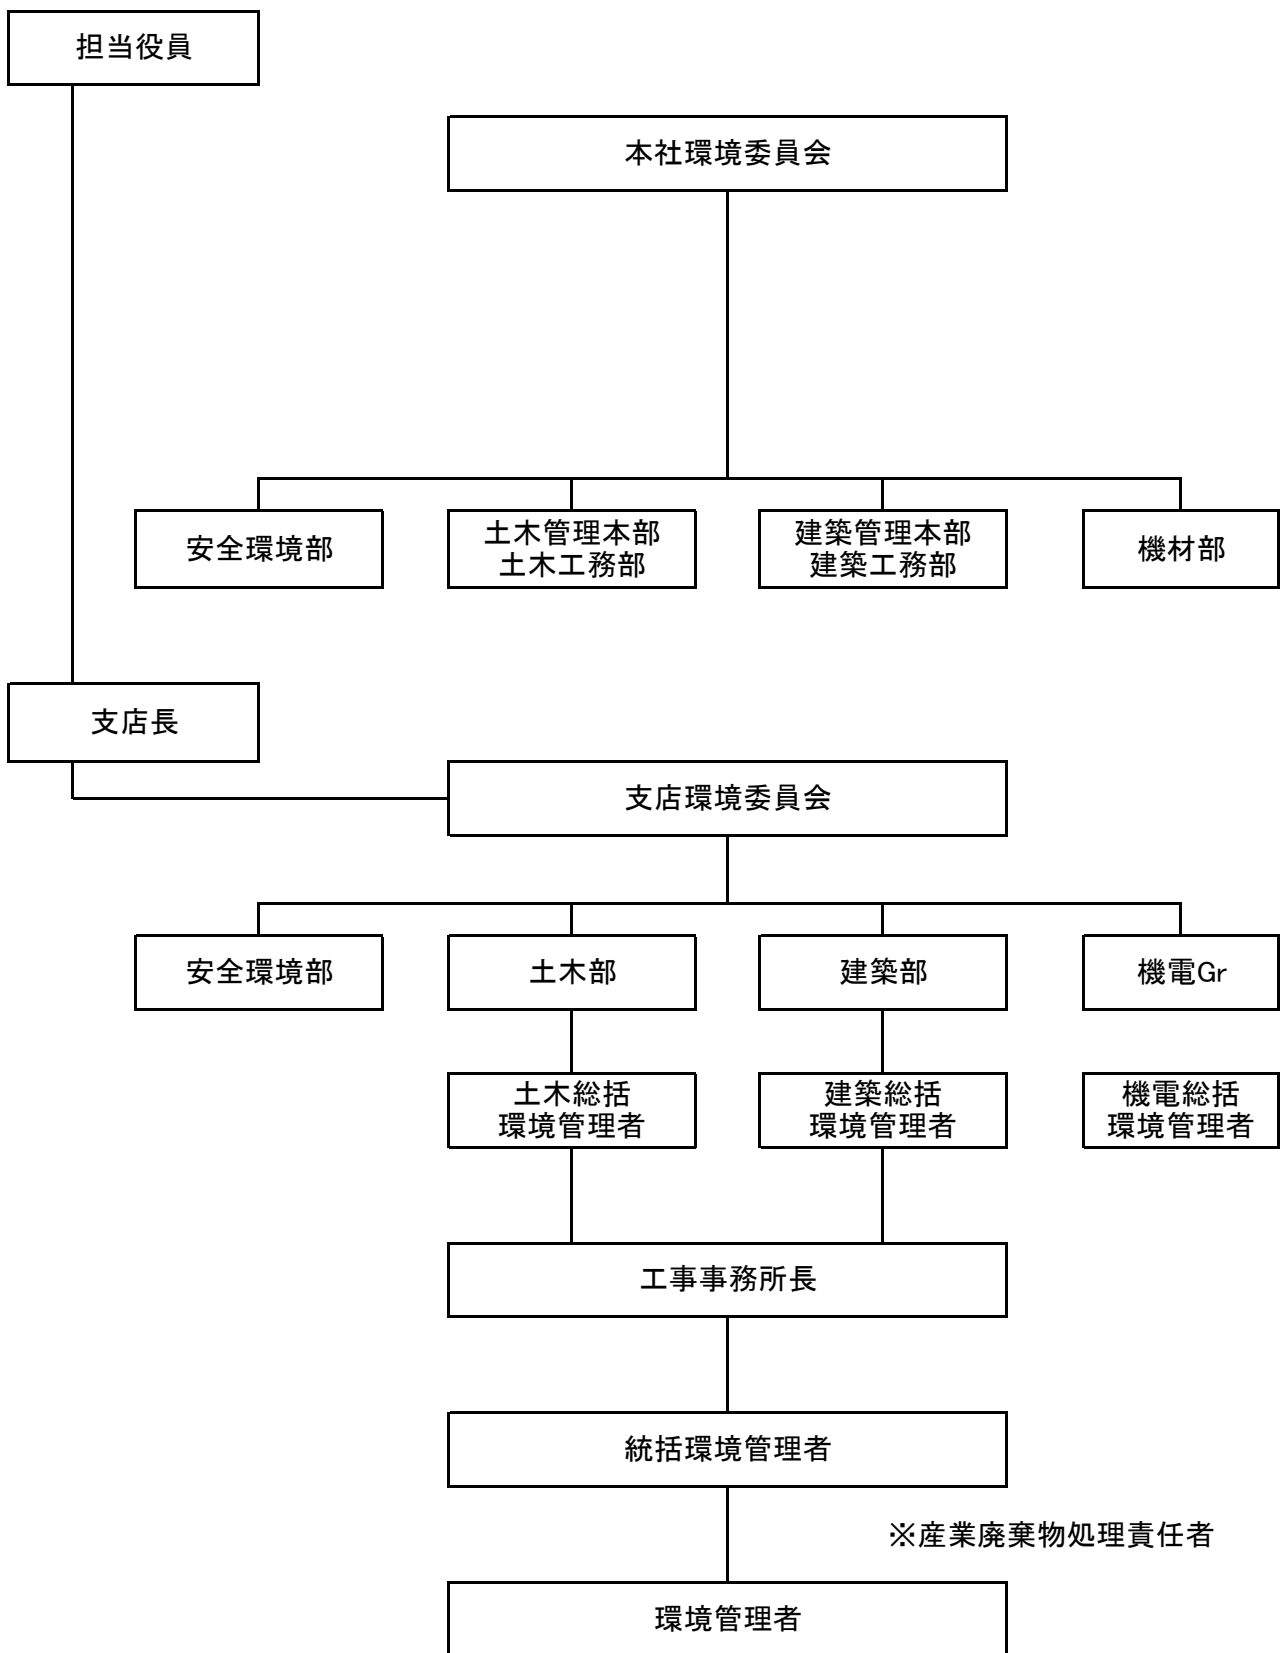 担当役員
本社環境委員会
安全環境部
土木管理本部
土木工務部
建築管理本部
建築工務部
機材部
支店長
支店環境委員会
安全環境部
土木部
建築部
機電Gr
土木総括
環境管理者
建築総括
環境管理者
機電総括
環境管理者
工事事務所長
統括環境管理者
※産業廃棄物処理責任者
環境管理者